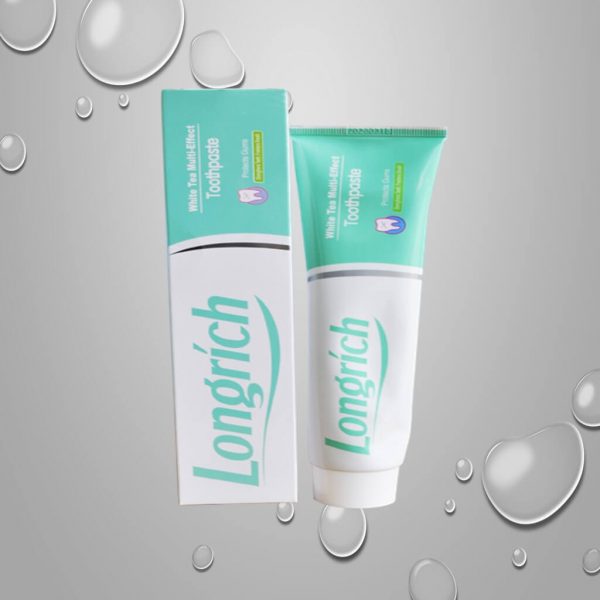 White Tea Multi-Effect
Toothpaste
Protects Gums
Longrich
White Tea Multi-Effect
Toothpaste
Protects Gums
Longrich